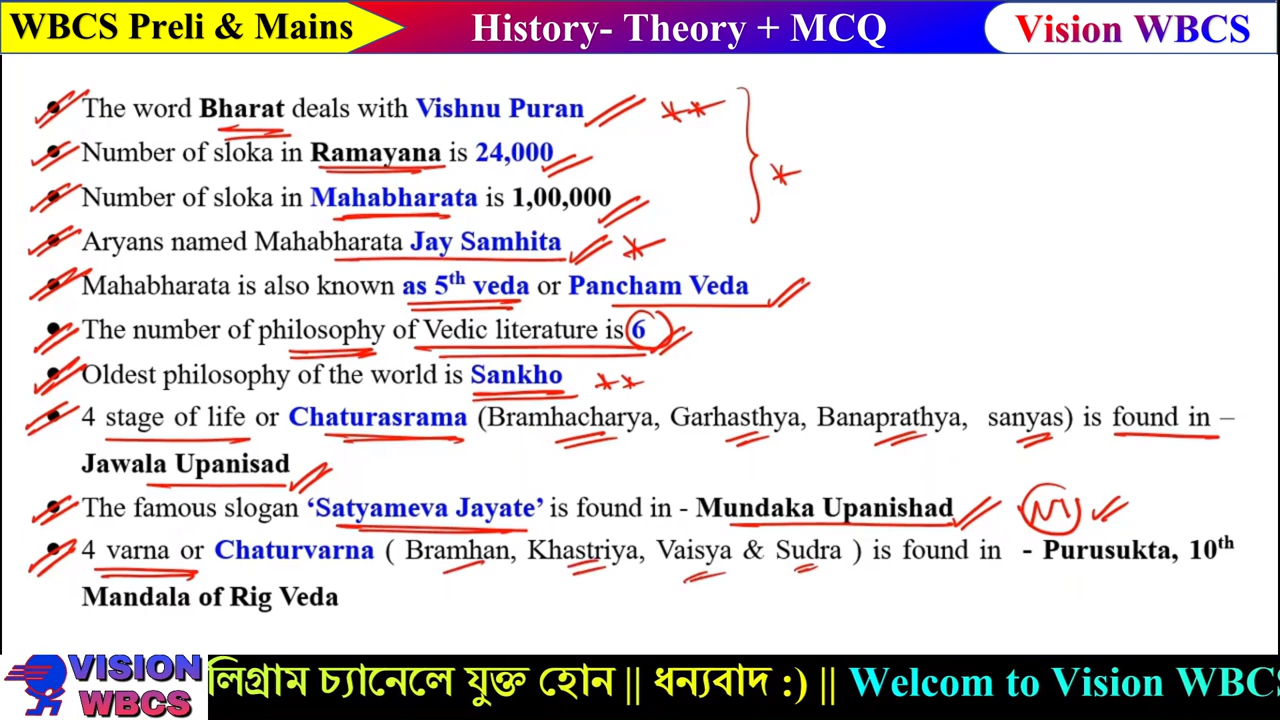 WBCS Preli & Mains
History- Theory + MCQ
Vision WBCS
The word Bharat deals with Vishnu Puran
Number of sloka in Ramayana is 24,000
Number of sloka in Mahabharata is 1,00,000
Aryans named Mahabharata Jay Samhita
Mahabharata is also known as 5th veda or Pancham Veda
The number of philosophy of Vedic literature is 6
Oldest philosophy of the world is Sankho
4 stage of life or Chaturasrama (Bramhacharya, Garhasthya, Banaprathya, sanyas) is found in –
Jawala Upanisad
The famous slogan ‘Satyameva Jayate’ is found in - Mundaka Upanishad
4 varna or Chaturvarna ( Bramhan, Khastriya, Vaisya & Sudra ) is found in - Purusukta, 10th
Mandala of Rig Veda
VISION
WBCS
লিগ্রাম চ্যানেলে যুক্ত হোন || ধন্যবাদ :) || Welcom to Vision WBCS